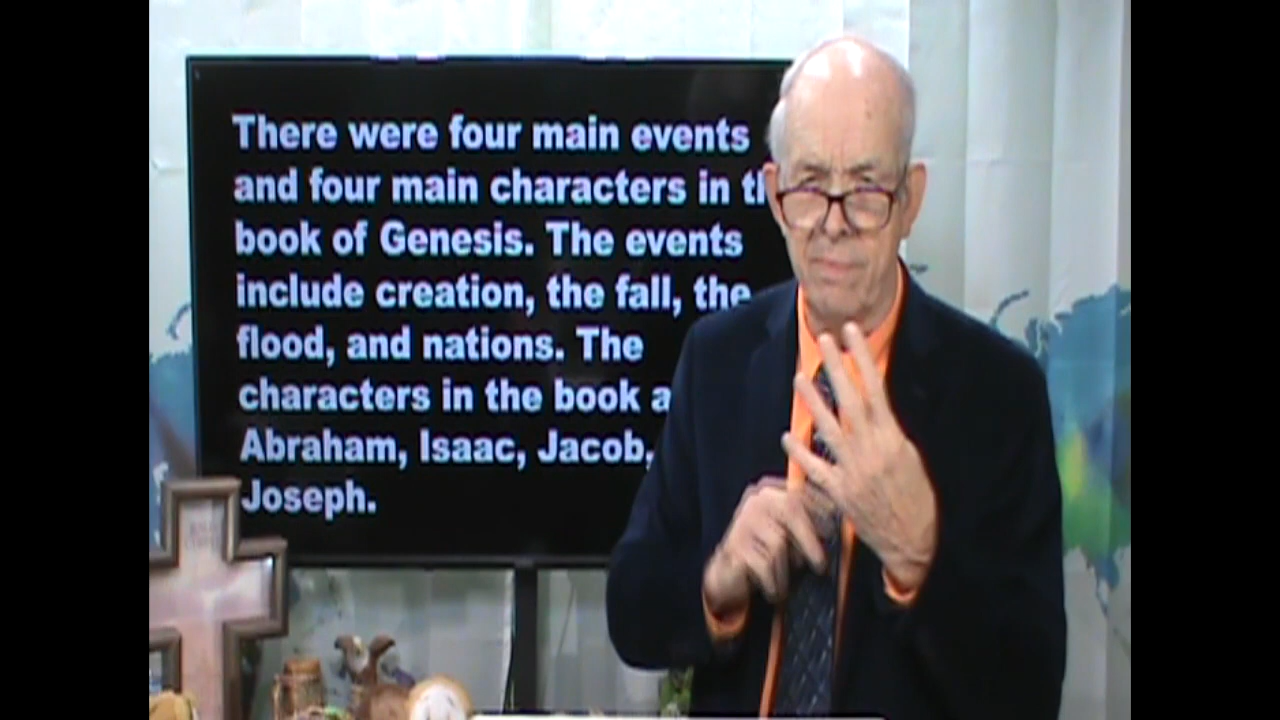 There were four main events
and four main characters in
book of Genesis. The events
include creation, the fall, the
flood, and nations. The
characters in the book
Abraham, Isaac, Jacob,
Joseph.